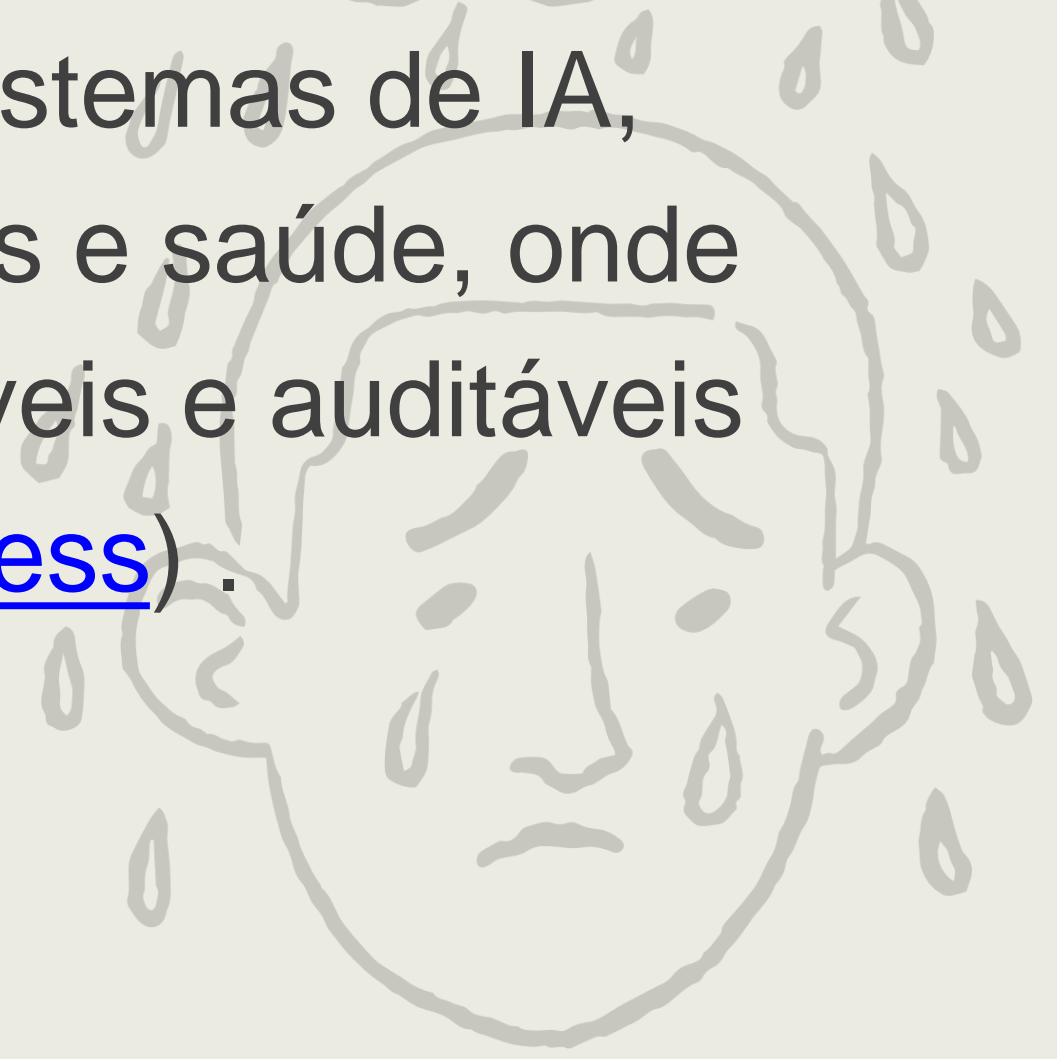 stemas de IA,
s e saúde, onde
veis e auditáveis
ess) .